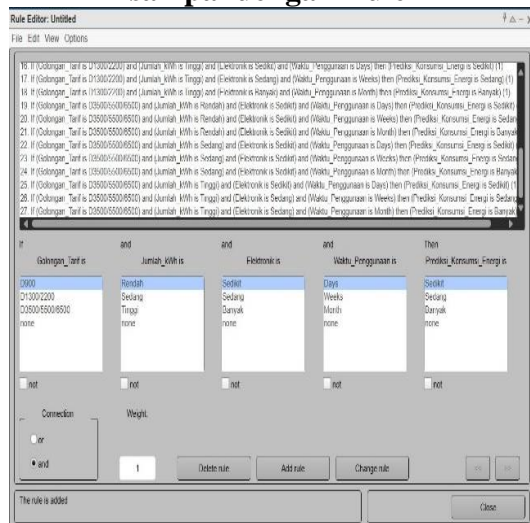 sampai dengan
Rule Editor: Untitled
File Edit View Options
16. If (Golongan_Tarif is D1300/2200) and (Jumlah_kWh is Tinggi) and (Elektronik is Sedikit) and (Waktu_Penggunaan is Days) then (Prediksi_Konsumsi_Energi is Sedikit) (1)
17. If (Golongan_Tarif is D1300/2200) and (Jumlah_kWh is Tinggi) and (Elektronik is Sedang) and (Waktu_Penggunaan is Weeks) then (Prediksi_Konsumsi_Energi is Sedang) (1)
18. If (Golongan_Tarif is D1300/2200) and (Jumlah_kWh is Tinggi) and (Elektronik is Banyak) and (Waktu_Penggunaan is Month) then (Prediksi_Konsumsi_Energi is Banyak) (1)
19. If (Golongan_Tarif is D3500/5500/6500) and (Jumlah_kWh is Rendah) and (Elektronik is Sedikit) and (Waktu_Penggunaan is Days) then (Prediksi_Konsumsi_Energi is Sedikit)
20. If (Golongan_Tarif is D3500/5500/6500) and (Jumlah_kWh is Rendah) and (Elektronik is Sedikit) and (Waktu_Penggunaan is Weeks) then (Prediksi_Konsumsi_Energi is Sedan
21. If (Golongan_Tarif is D3500/5500/6500) and (Jumlah_kWh is Rendah) and (Elektronik is Sedikit) and (Waktu_Penggunaan is Month) then (Prediksi_Konsumsi_Energi is Banyak
22. If (Golongan_Tarif is D3500/5500/6500) and (Jumlah_kWh is Sedang) and (Elektronik is Sedikit) and (Waktu_Penggunaan is Days) then (Prediksi_Konsumsi_Energi is Sedikit)
23. If (Golongan_Tarif is D3500/5500/6500) and (Jumlah_kWh is Sedang) and (Elektronik is Sedikit) and (Waktu_Penggunaan is Weeks) then (Prediksi_Konsumsi_Energi is Sedan
24. If (Golongan_Tarif is D3500/5500/6500) and (Jumlah_kWh is Sedang) and (Elektronik is Sedikit) and (Waktu_Penggunaan is Month) then (Prediksi_Konsumsi_Energi is Banyak
25. If (Golongan_Tarif is D3500/5500/6500) and (Jumlah_kWh is Tinggi) and (Elektronik is Sedikit) and (Waktu_Penggunaan is Days) then (Prediksi_Konsumsi_Energi is Sedikit) (1
26. If (Golongan_Tarif is D3500/5500/6500) and (Jumlah_kWh is Tinggi) and (Elektronik is Sedikit) and (Waktu_Penggunaan is Weeks) then (Prediksi_Konsumsi_Energi is Sedang
27. If (Golongan_Tarif is D3500/5500/6500) and (Jumlah_kWh is Tinggi) and (Elektronik is Sedikit) and (Waktu_Penggunaan is Month) then (Prediksi_Konsumsi_Energi is Banyak
If and and and Then
Golongan_Tarif is Jumlah_kWh is Elektronik is Waktu_Penggunaan is Prediksi_Konsumsi_Energi is
D900 Rendah Sedikit Days Sedikit
D1300/2200 Sedang Sedang Weeks Sedang
D3500/5500/6500 Tinggi Banyak Month Banyak
none none none none none
not not not not not
Connection Weight:
or
and 1 Delete rule Add rule Change rule << >>
The rule is added Close